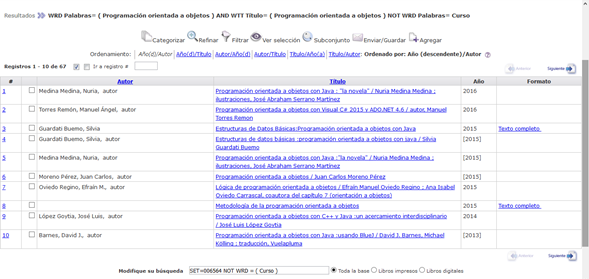 Resultados WRD Palabras= ( Programación orientada a objetos ) AND WTT Título= ( Programación orientada a objetos ) NOT WRD Palabras= Curso
Categorizar Refinar Filtrar Ver selección Subconjunto Enviar/Guardar Agregar
Ordenamiento: Año(d)/Autor | Año(d)/Título | Autor/Año(d) | Autor/Título | Título/Año(a) | Título/Autor: Ordenado por: Año (descendente)/Autor
Registros 1 - 10 de 67 Ir a registro # Anterior Siguiente
# Autor Título Año Formato
1 Medina Medina, Nuria, autor Programación orientada a objetos con Java : "la novela" / Nuria Medina Medina ; 2016
ilustraciones, José Abraham Serrano Martínez
2 Torres Remón, Manuel Ángel, autor Programación orientada a objetos con Visual C# 2015 y ADO.NET 4.6 / autor, Manuel 2016
Torres Remon
3 Guardati Buemo, Silvia Estructuras de Datos Básicas:Programación orientada a objetos con Java 2015 Texto completo
4 Guardati Buemo, Silvia, autor Estructuras de datos básicas :programación orientada a objetos con java / Silvia [2015]
Guardati Buemo
5 Medina Medina, Nuria, autor Programación orientada a objetos con Java : "la novela" / Nuria Medina Medina ; [2015]
ilustraciones, José Abraham Serrano Martínez
6 Moreno Pérez, Juan Carlos, autor Programación orientada a objetos / Juan Carlos Moreno Pérez [2015]
7 Oviedo Regino, Efraín M., autor Lógica de programación orientada a objetos / Efraín Manuel Oviedo Regino ; Ana Isabel 2015
Oviedo Carrascal, coautora del capitulo 7 (orientación a objetos)
8 Metodología de la programación orientada a objetos 2015 Texto completo
9 López Goytia, José Luis, autor Programación orientada a objetos con C++ y Java :un acercamiento interdisciplinario 2014
/ José Luis López Goytia
10 Barnes, David J., autor Programación orientada a objetos con Java :usando BlueJ / David J. Barnes, Michael [2013]
Kölling ; traducción, Vuelapluma
Anterior Siguiente
Modifique su búsqueda SET=006564 NOT WRD = ( Curso ) Toda la base Libros impresos Libros digitales